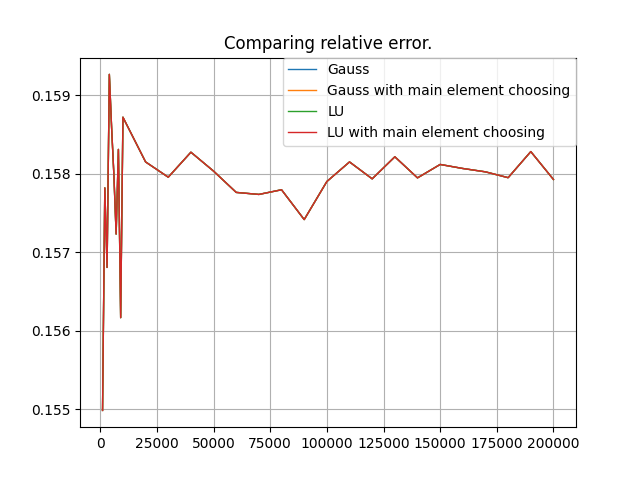 Comparing relative error.
Gauss
Gauss with main element choosing
LU
LU with main element choosing
0.159
0.158
0.157
0.156
0.155
0 25000 50000 75000 100000 125000 150000 175000 200000